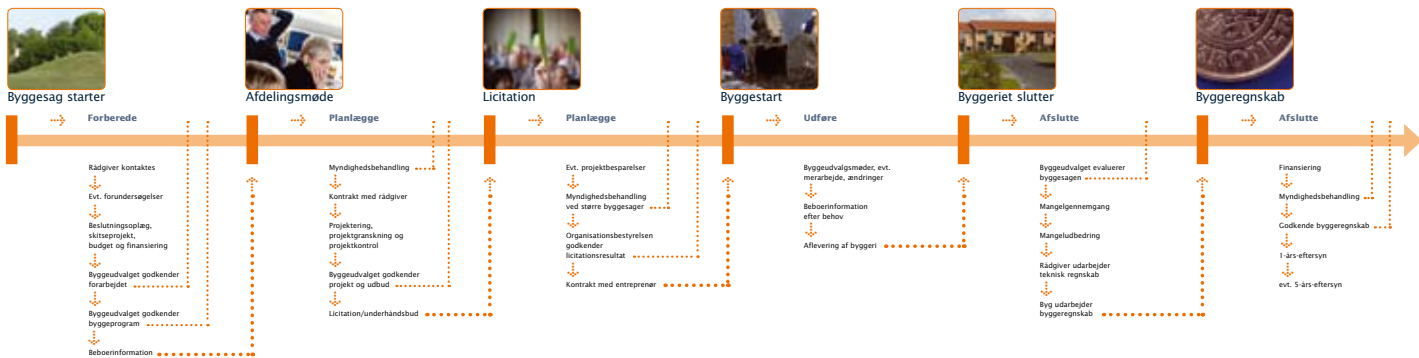 Byggesag starter
Afdelingsmøde
Licitation
Byggestart
Byggeriet slutter
Byggeregnskab
Forberede
Planlægge
Planlægge
Udføre
Afslutte
Afslutte
Rådgiver kontaktes
Evt. forundersøgelser
Beslutningsoplæg,
skitseprojekt,
budget og finansiering
Byggeudvalget godkender
forarbejdet
Byggeudvalget godkender
byggeprogram
Beboerinformation
Myndighedsbehandling
Kontrakt med rådgiver
Projektering,
projektgranskning og
projektkontrol
Byggeudvalget godkender
projekt og udbud
Licitation/underhåndsbud
Evt. projektbesparelser
Myndighedsbehandling
ved større byggesager
Organisationsbestyrelsen
godkender
licitationsresultat
Kontrakt med entreprenør
Byggeudvalgsmøder, evt.
merarbejde, ændringer
Beboerinformation
efter behov
Aflevering af byggeri
Byggeudvalget evaluerer
byggesagen
Mangelgennemgang
Mangeludbedring
Rådgiver udarbejder
teknisk regnskab
Byg udarbejder
byggeregnskab
Finansiering
Myndighedsbehandling
Godkende byggeregnskab
1-års-eftersyn
evt. 5-års-eftersyn